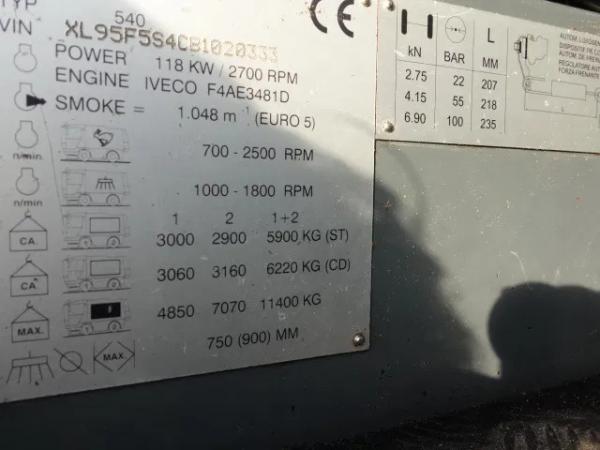 TYP 540 CE
VIN XL95F5S4CB1020333
POWER 118 KW / 2700 RPM
ENGINE IVECO F4AE3481D
SMOKE = 1.048 m (EURO 5)
n/min 700 - 2500 RPM
n/min 1000 - 1800 RPM
1 2 1+2
CA. 3000 2900 5900 KG (ST)
CA. 3060 3160 6220 KG (CD)
MAX. 4850 7070 11400 KG
MAX 750 (900) MM
L
kN BAR MM
2.75 22 207
4.15 55 218
6.90 100 235
DISPOSITIF DE